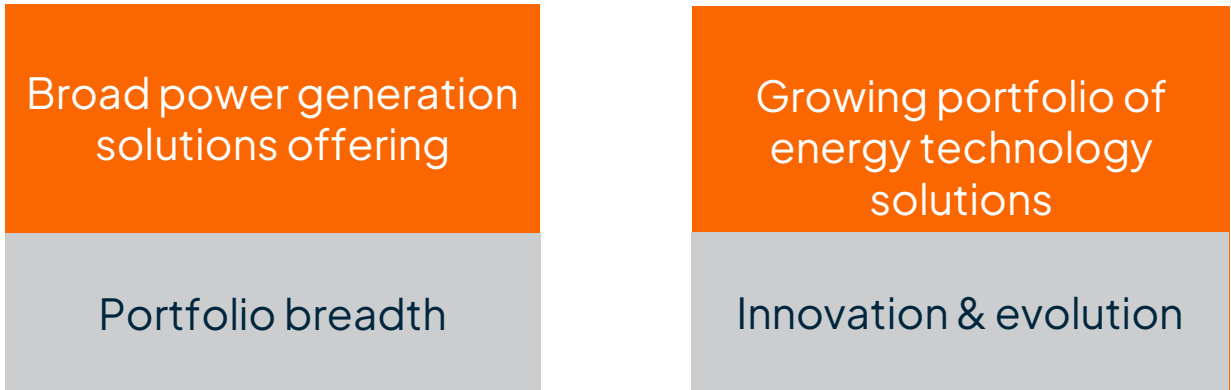 Broad power generation
solutions offering
Portfolio breadth
Growing portfolio of
energy technology
solutions
Innovation & evolution